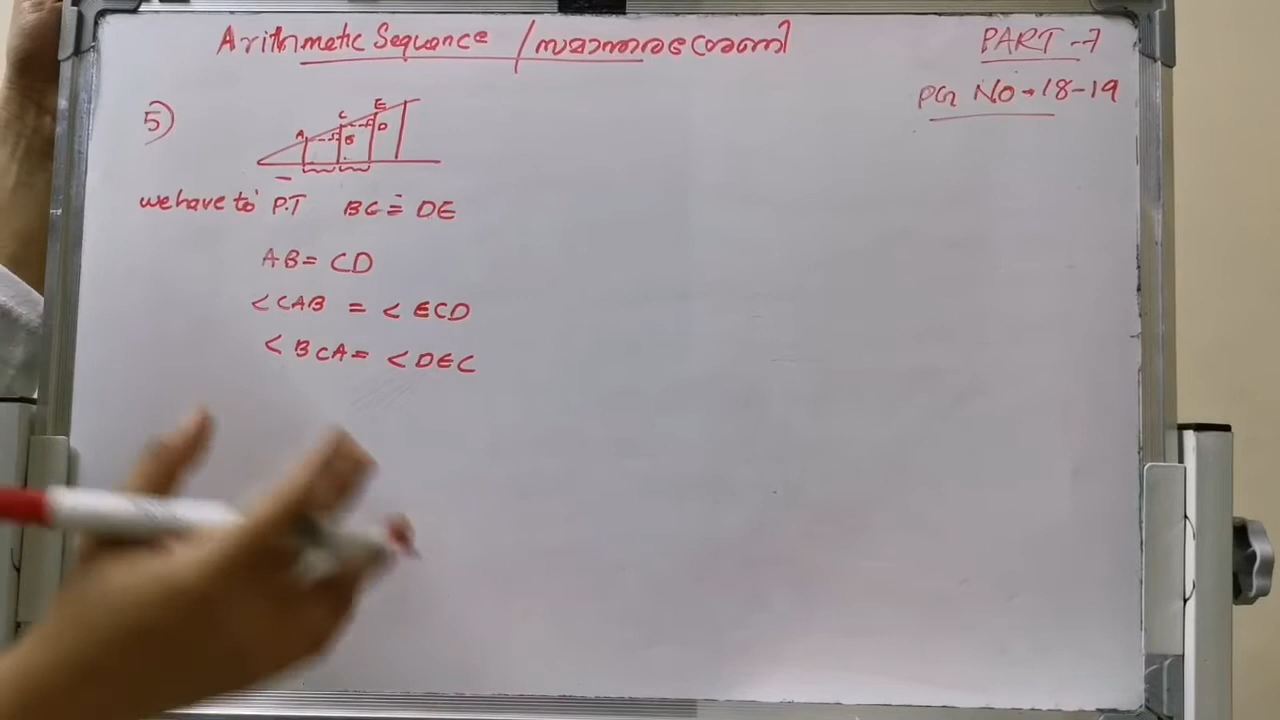 Arithmetic Sequence / സമാന്തരശ്രേണി
PART-7
PG NO-18-19
5)
A C E
B D
we have to P.T BC = DE
AB = CD
< CAB = < ECD
< BCA = < DEC